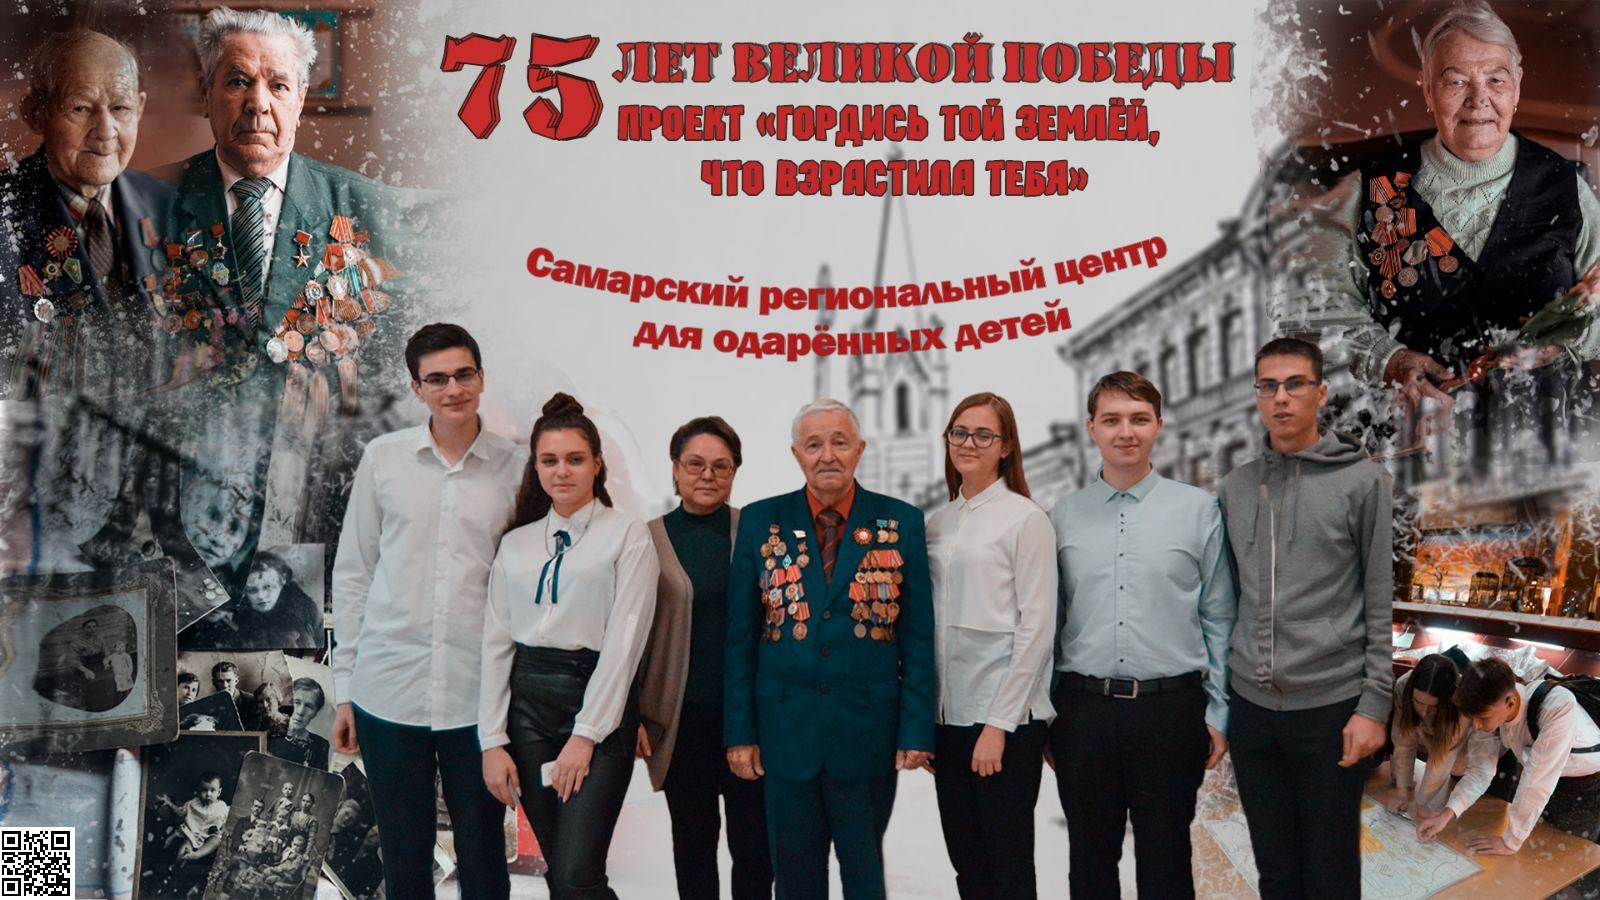 75 ЛЕТ ВЕЛИКОЙ ПОБЕДЫ
ПРОЕКТ «ГОРДИСЬ ТОЙ ЗЕМЛЁЙ,
ЧТО ВЗРАСТИЛА ТЕБЯ»
Самарский региональный центр
для одарённых детей